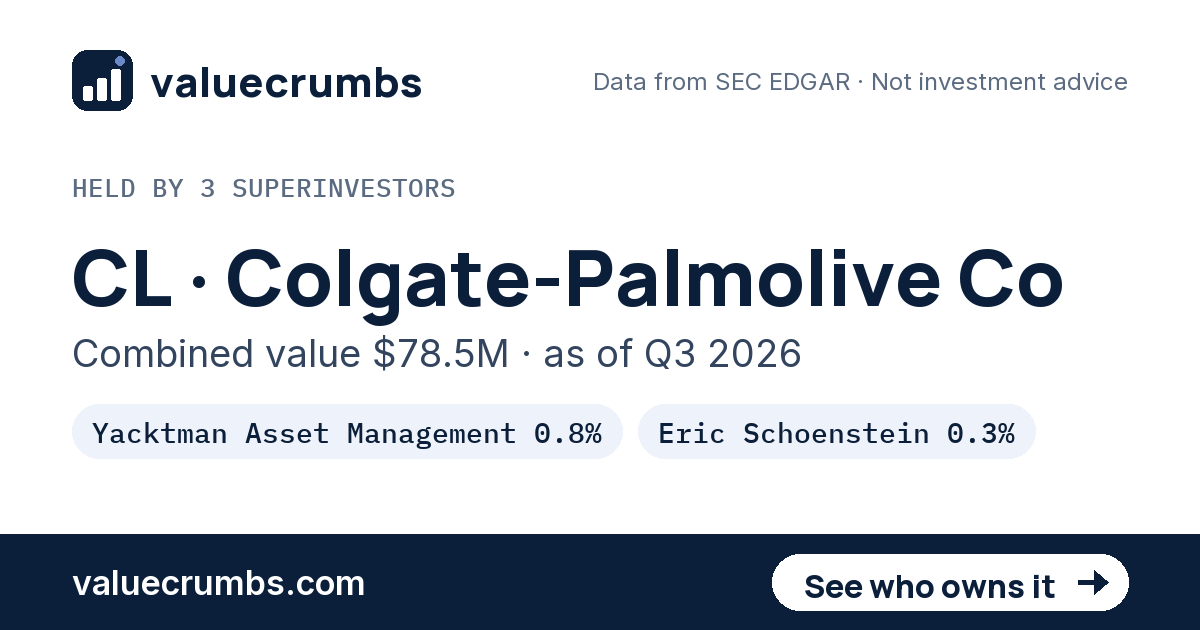 valuecrumbs
Data from SEC EDGAR · Not investment advice
HELD BY 3 SUPERINVESTORS
CL · Colgate-Palmolive Co
Combined value $78.5M · as of Q3 2026
Yacktman Asset Management 0.8%
Eric Schoenstein 0.3%
valuecrumbs.com
See who owns it →